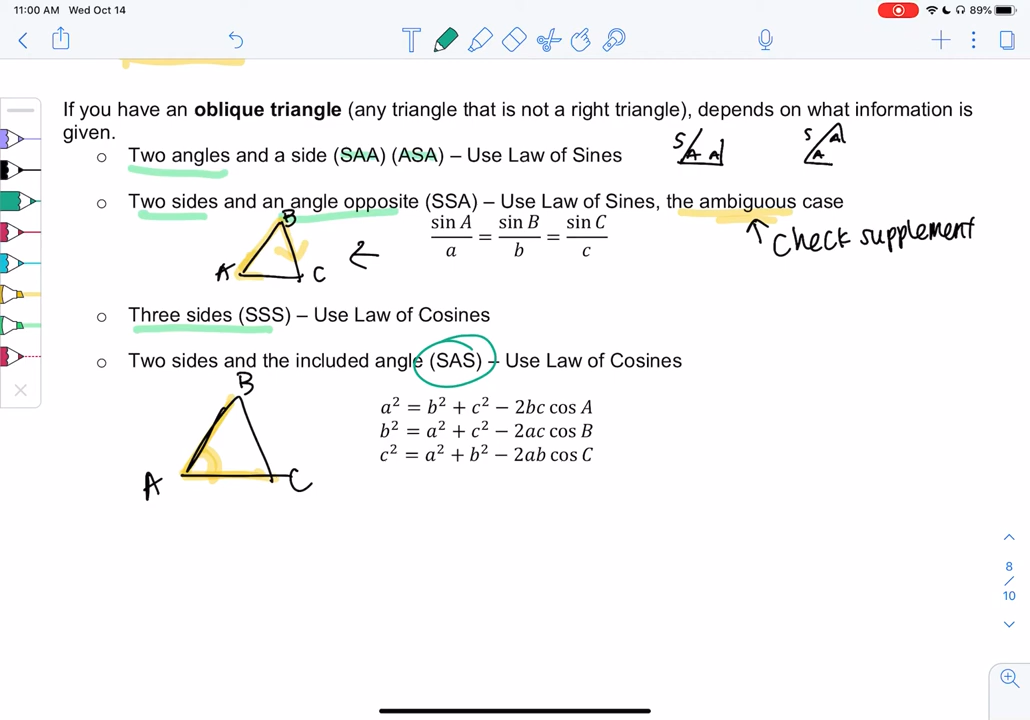 11:00 AM Wed Oct 14
89%
T
If you have an oblique triangle (any triangle that is not a right triangle), depends on what information is
given.
Two angles and a side (SAA) (ASA) – Use Law of Sines
S A A
S A A
Two sides and an angle opposite (SSA) – Use Law of Sines, the ambiguous case
sin A / a = sin B / b = sin C / c
Check supplement
B
A
C
Three sides (SSS) – Use Law of Cosines
Two sides and the included angle (SAS) – Use Law of Cosines
B
A
C
a² = b² + c² − 2bc cos A
b² = a² + c² − 2ac cos B
c² = a² + b² − 2ab cos C
8
/
10